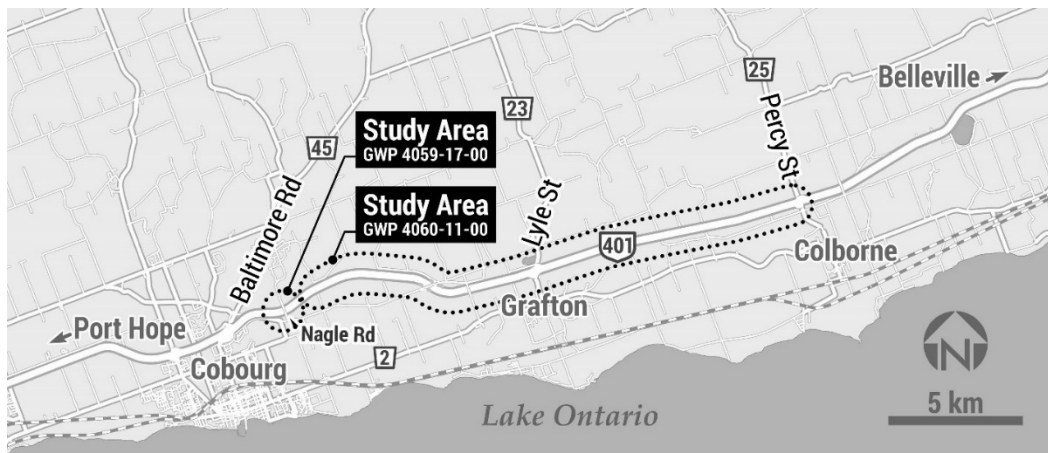 25
Belleville
Percy St
23
Study Area
GWP 4059-17-00
45
Study Area
GWP 4060-11-00
Baltimore Rd
Lyle St
401
Colborne
Grafton
Port Hope
Nagle Rd
2
Cobourg
N
5 km
Lake Ontario